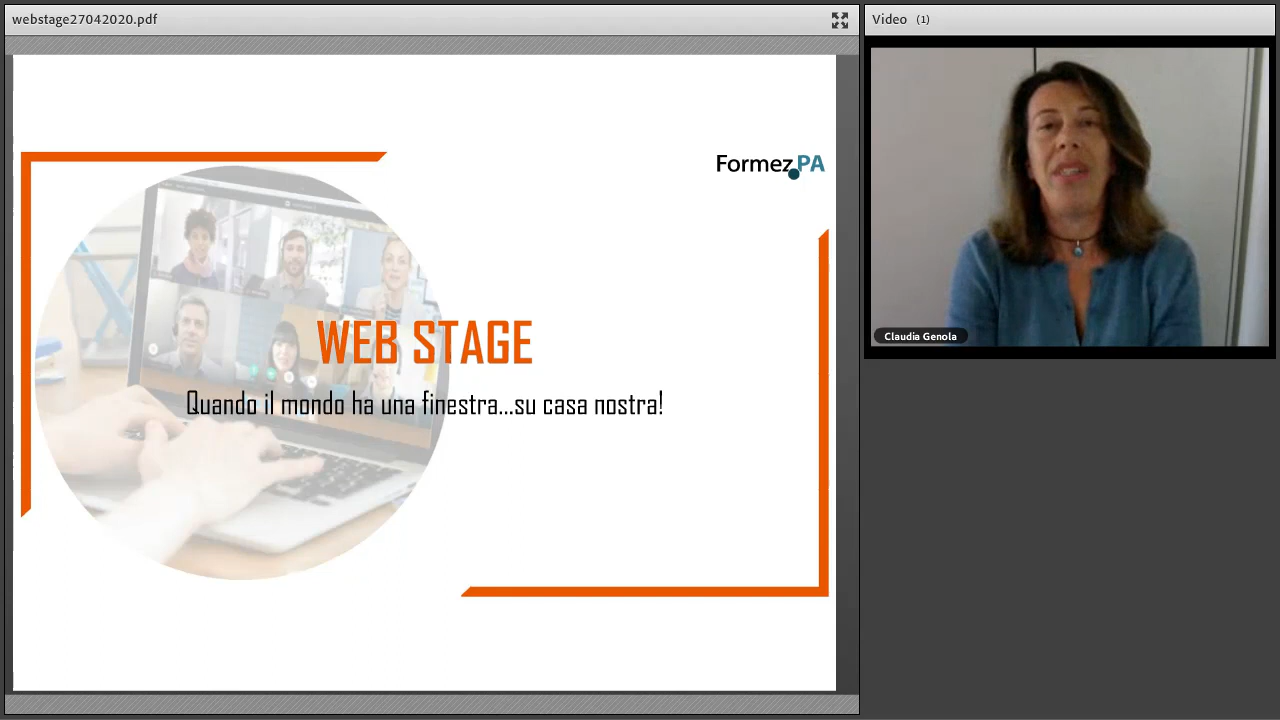 webstage27042020.pdf
Video (1)
FormezPA
WEB STAGE
Quando il mondo ha una finestra...su casa nostra!
Claudia Genola